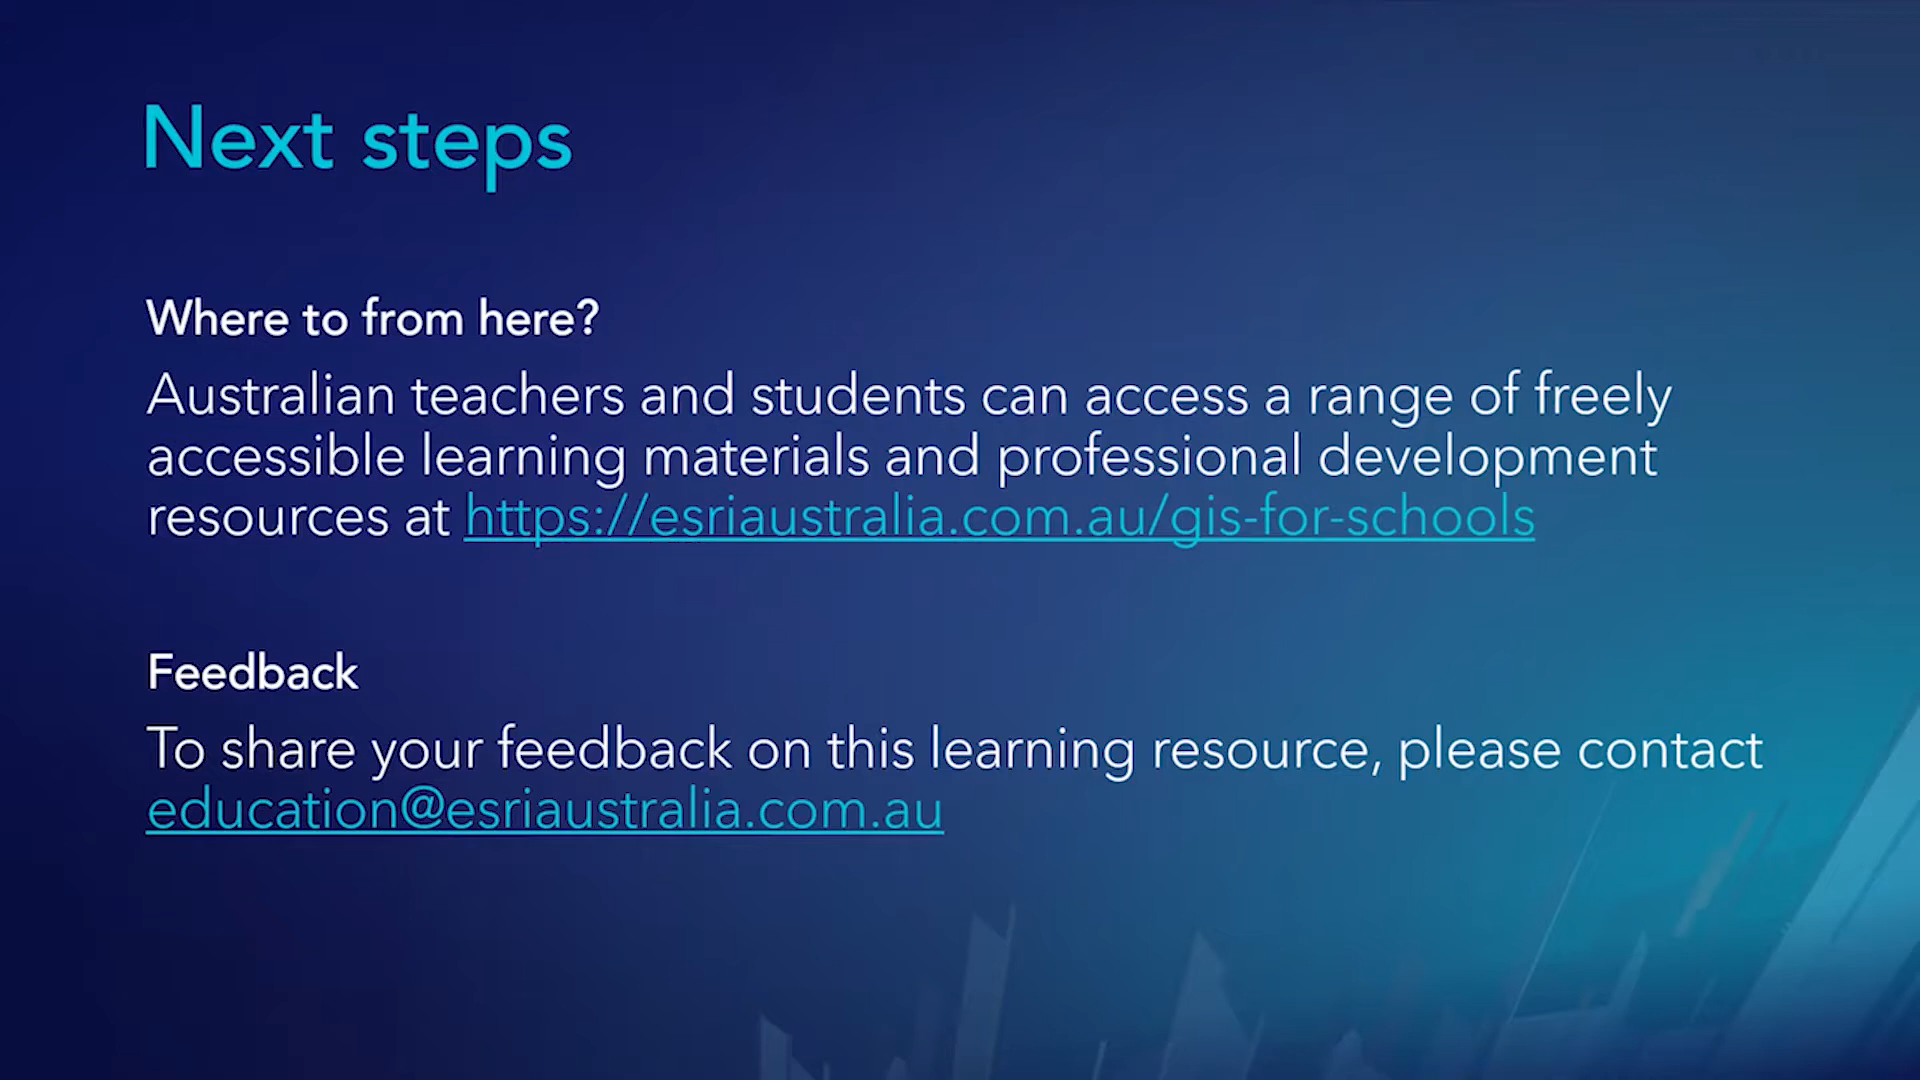 Next steps
Where to from here?
Australian teachers and students can access a range of freely
accessible learning materials and professional development
resources at https://esriaustralia.com.au/gis-for-schools
Feedback
To share your feedback on this learning resource, please contact
education@esriaustralia.com.au